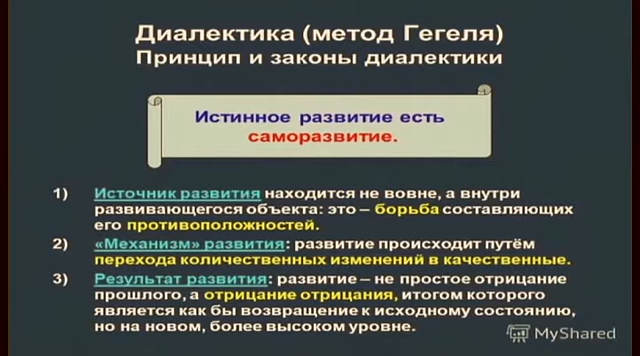 Диалектика (метод Гегеля)
Принцип и законы диалектики
Истинное развитие есть
саморазвитие.
1) Источник развития находится не вовне, а внутри
развивающегося объекта: это – борьба составляющих
его противоположностей.
2) «Механизм» развития: развитие происходит путём
перехода количественных изменений в качественные.
3) Результат развития: развитие – не простое отрицание
прошлого, а отрицание отрицания, итогом которого
является как бы возвращение к исходному состоянию,
но на новом, более высоком уровне.
MyShared